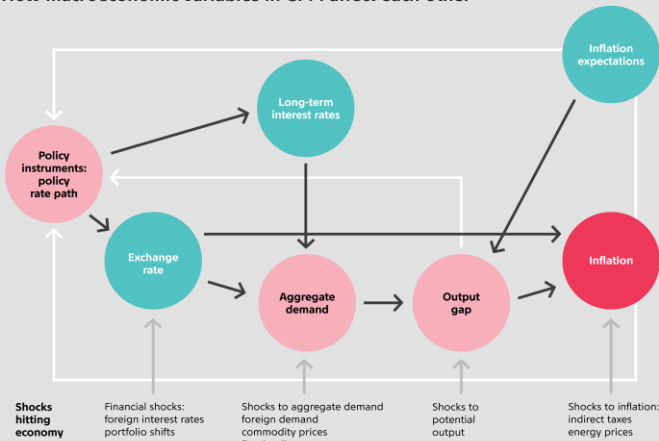 Inflation
expectations
Long-term
interest rates
Policy
instruments:
policy
rate path
Exchange
rate
Aggregate
demand
Output
gap
Inflation
Shocks
hitting
economy
Financial shocks:
foreign interest rates
portfolio shifts
Shocks to aggregate demand
foreign demand
commodity prices
Shocks to
potential
output
Shocks to inflation:
indirect taxes
energy prices